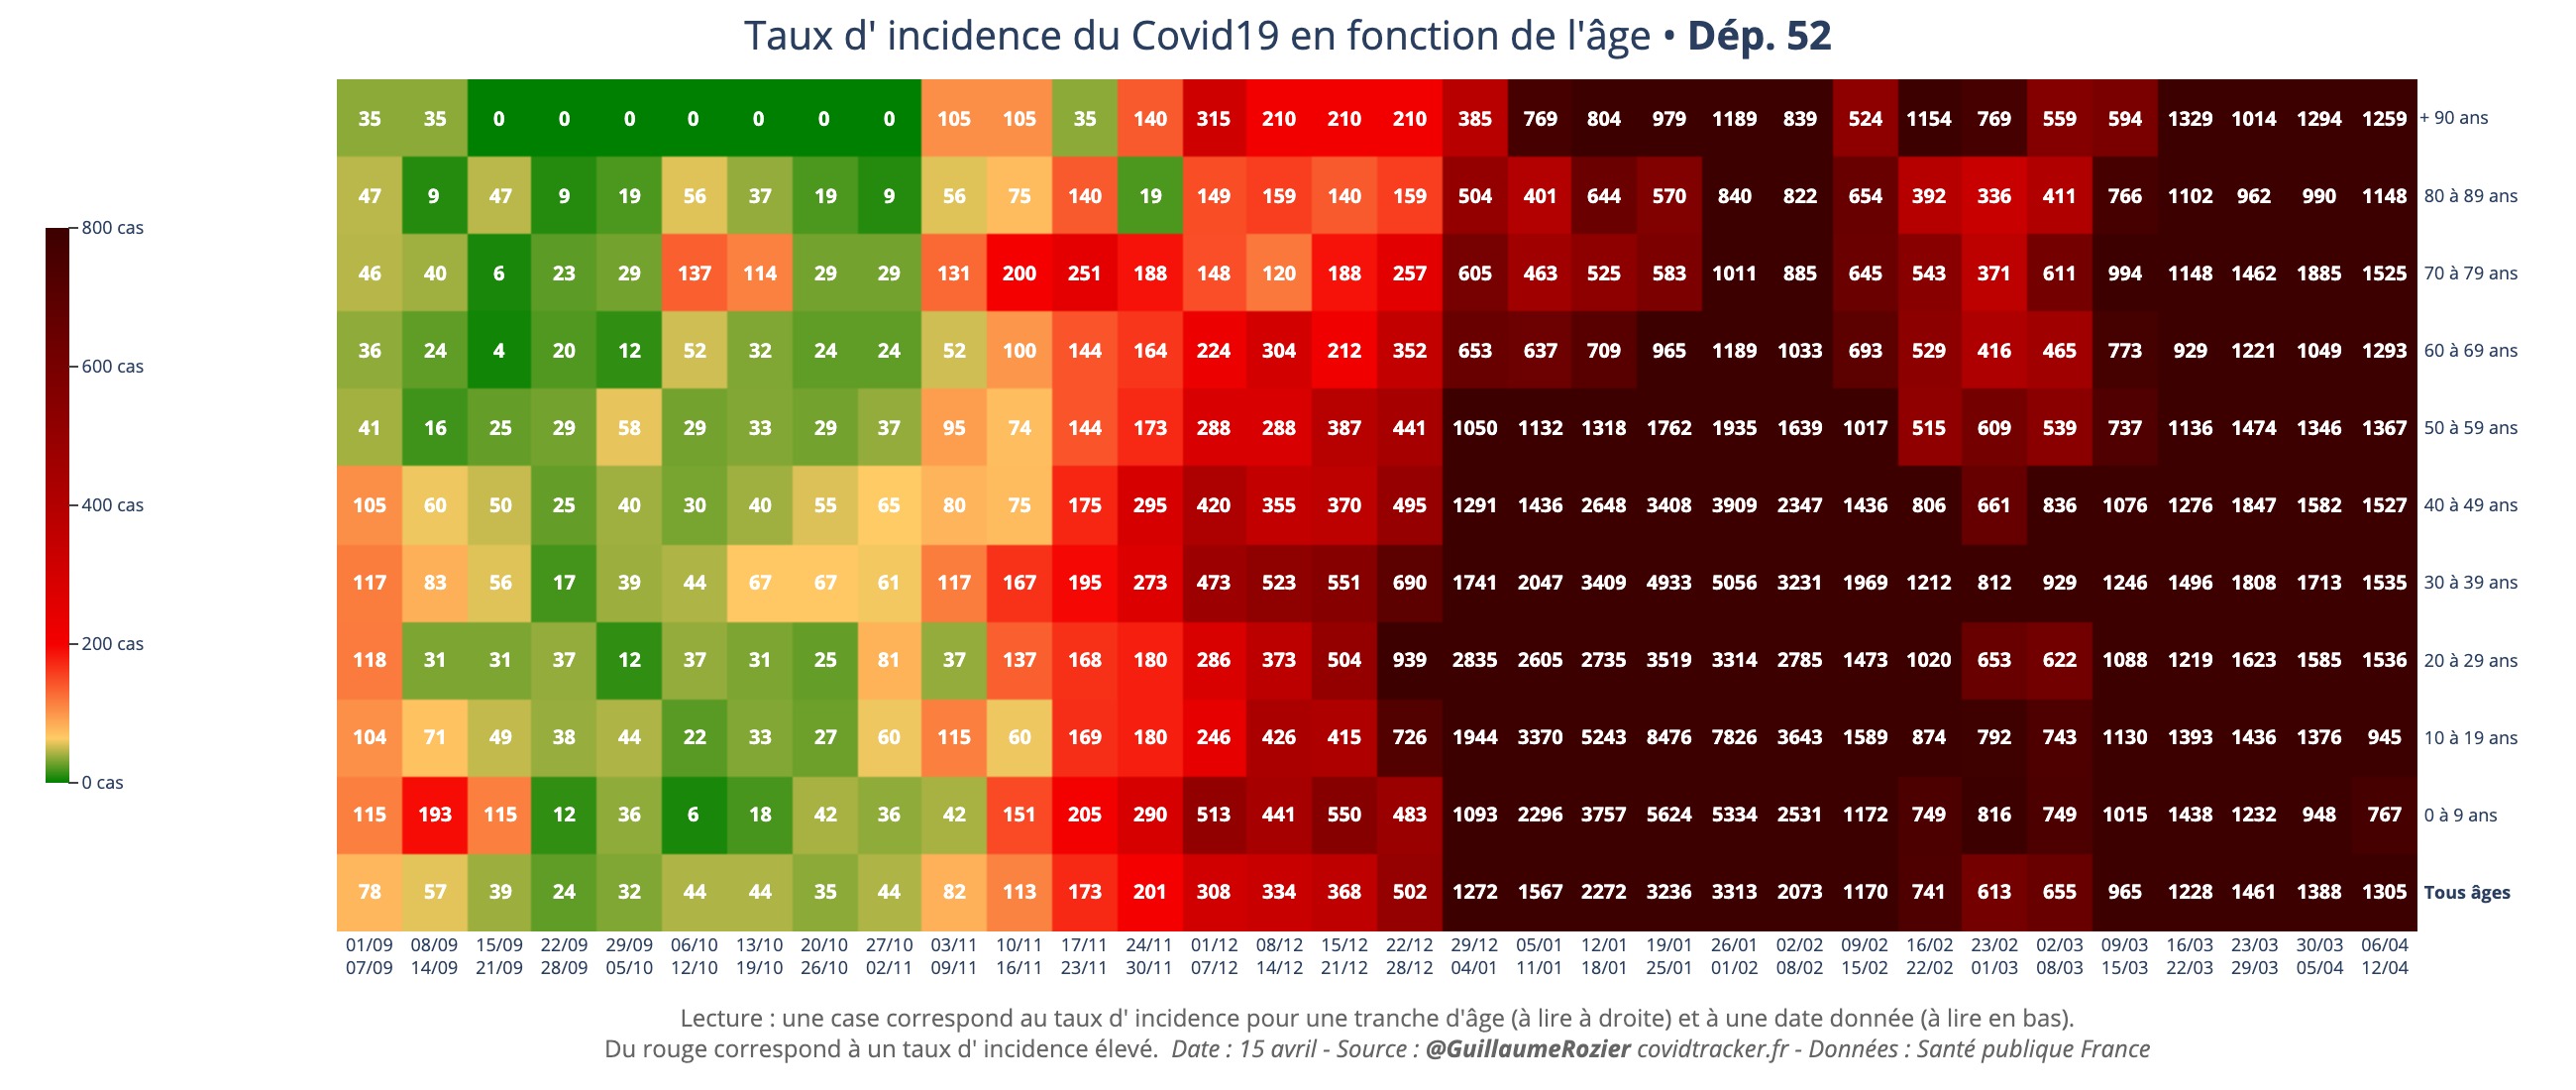 Taux d' incidence du Covid19 en fonction de l'âge • Dép. 52
35 35 0 0 0 0 0 0 0 105 105 35 140 315 210 210 210 385 769 804 979 1189 839 524 1154 769 559 594 1329 1014 1294 1259 + 90 ans
47 9 47 9 19 56 37 19 9 56 75 140 19 149 159 140 159 504 401 644 570 840 822 654 392 336 411 766 1102 962 990 1148 80 à 89 ans
800 cas
46 40 6 23 29 137 114 29 29 131 200 251 188 148 120 188 257 605 463 525 583 1011 885 645 543 371 611 994 1148 1462 1885 1525 70 à 79 ans
36 24 4 20 12 52 32 24 24 52 100 144 164 224 304 212 352 653 637 709 965 1189 1033 693 529 416 465 773 929 1221 1049 1293 60 à 69 ans
600 cas
41 16 25 29 58 29 33 29 37 95 74 144 173 288 288 387 441 1050 1132 1318 1762 1935 1639 1017 515 609 539 737 1136 1474 1346 1367 50 à 59 ans
400 cas
105 60 50 25 40 30 40 55 65 80 75 175 295 420 355 370 495 1291 1436 2648 3408 3909 2347 1436 806 661 836 1076 1276 1847 1582 1527 40 à 49 ans
117 83 56 17 39 44 67 67 61 117 167 195 273 473 523 551 690 1741 2047 3409 4933 5056 3231 1969 1212 812 929 1246 1496 1808 1713 1535 30 à 39 ans
200 cas
118 31 31 37 12 37 31 25 81 37 137 168 180 286 373 504 939 2835 2605 2735 3519 3314 2785 1473 1020 653 622 1088 1219 1623 1585 1536 20 à 29 ans
104 71 49 38 44 22 33 27 60 115 60 169 180 246 426 415 726 1944 3370 5243 8476 7826 3643 1589 874 792 743 1130 1393 1436 1376 945 10 à 19 ans
0 cas
115 193 115 12 36 6 18 42 36 42 151 205 290 513 441 550 483 1093 2296 3757 5624 5334 2531 1172 749 816 749 1015 1438 1232 948 767 0 à 9 ans
78 57 39 24 32 44 44 35 44 82 113 173 201 308 334 368 502 1272 1567 2272 3236 3313 2073 1170 741 613 655 965 1228 1461 1388 1305 Tous âges
01/09 08/09 15/09 22/09 29/09 06/10 13/10 20/10 27/10 03/11 10/11 17/11 24/11 01/12 08/12 15/12 22/12 29/12 05/01 12/01 19/01 26/01 02/02 09/02 16/02 23/02 02/03 09/03 16/03 23/03 30/03 06/04
07/09 14/09 21/09 28/09 05/10 12/10 19/10 26/10 02/11 09/11 16/11 23/11 30/11 07/12 14/12 21/12 28/12 04/01 11/01 18/01 25/01 01/02 08/02 15/02 22/02 01/03 08/03 15/03 22/03 29/03 05/04 12/04
Lecture : une case correspond au taux d' incidence pour une tranche d'âge (à lire à droite) et à une date donnée (à lire en bas).
Du rouge correspond à un taux d' incidence élevé. Date : 15 avril - Source : @GuillaumeRozier covidtracker.fr - Données : Santé publique France